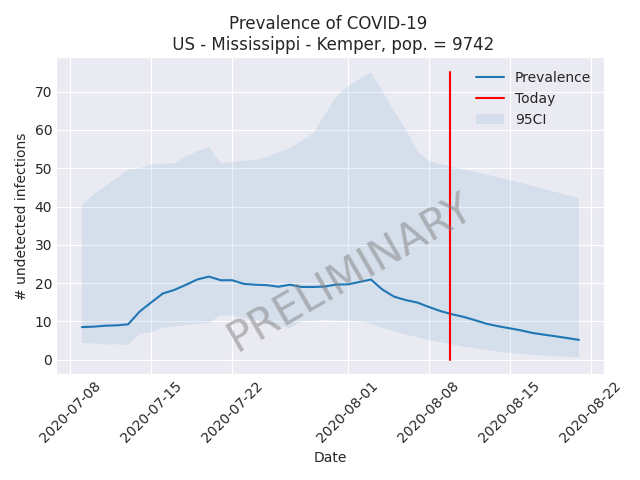 Prevalence of COVID-19
US - Mississippi - Kemper, pop. = 9742
Prevalence
Today
95CI
# undetected infections
70
60
50
40
30
20
10
0
PRELIMINARY
2020-07-08
2020-07-15
2020-07-22
2020-08-01
2020-08-08
2020-08-15
2020-08-22
Date